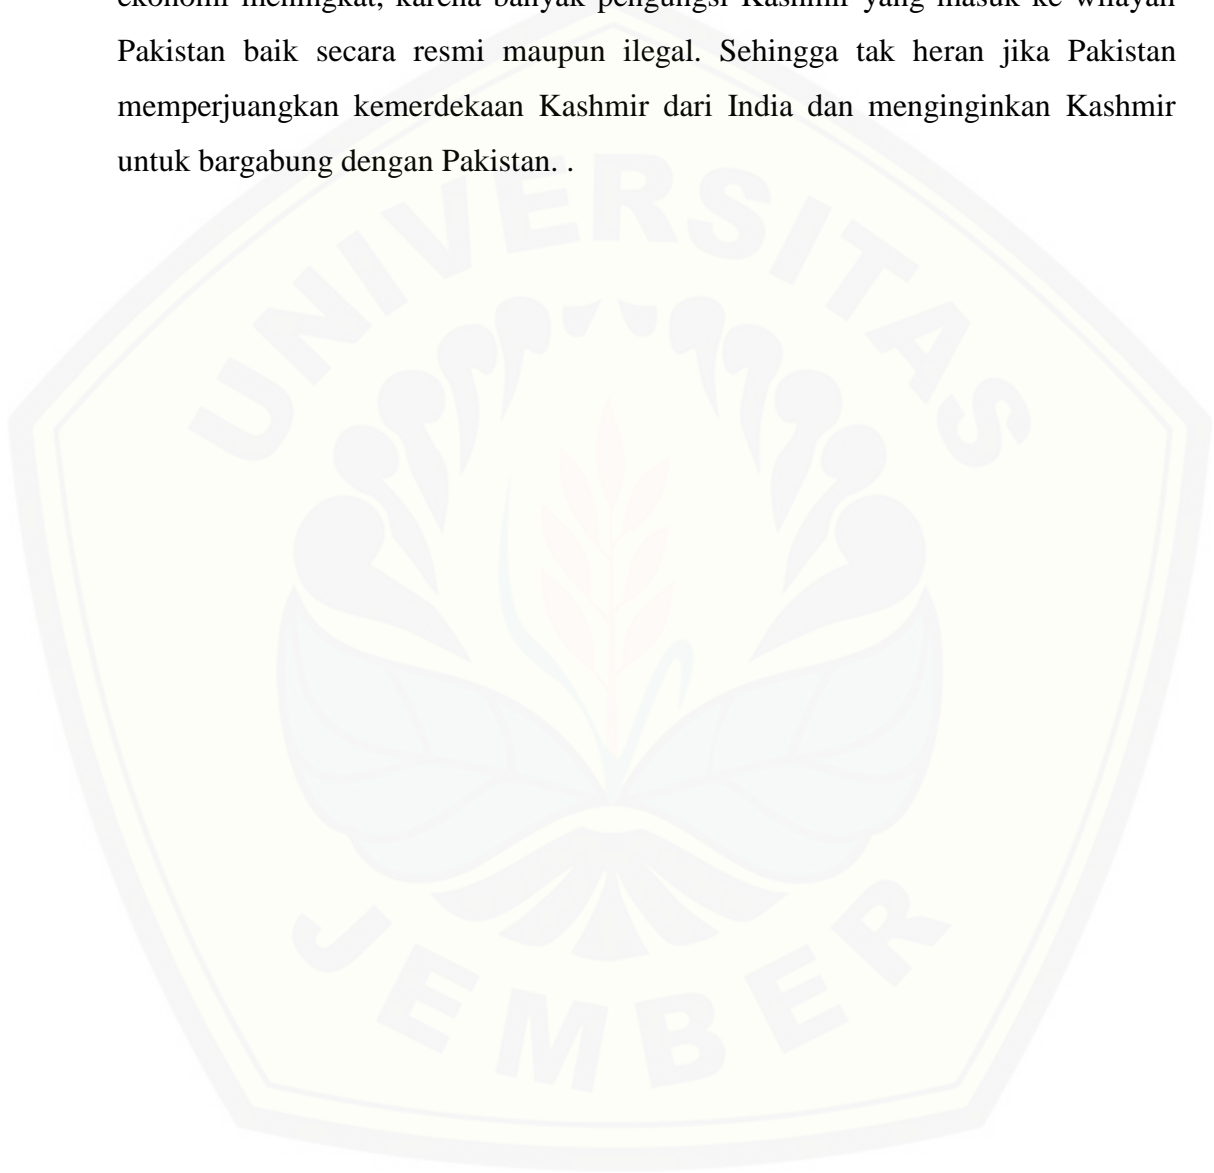 ekonomi meningkat, karena banyak pengungsi Kashmir yang masuk ke wilayah
Pakistan baik secara resmi maupun ilegal. Sehingga tak heran jika Pakistan
memperjuangkan kemerdekaan Kashmir dari India dan menginginkan Kashmir
untuk bargabung dengan Pakistan. .
UNIVERSITAS
JEMBER